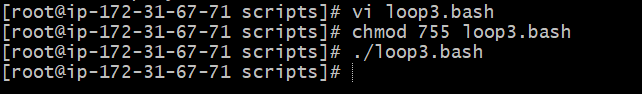 [root@ip-172-31-67-71 scripts]# vi loop3.bash
[root@ip-172-31-67-71 scripts]# chmod 755 loop3.bash
[root@ip-172-31-67-71 scripts]# ./loop3.bash
[root@ip-172-31-67-71 scripts]#